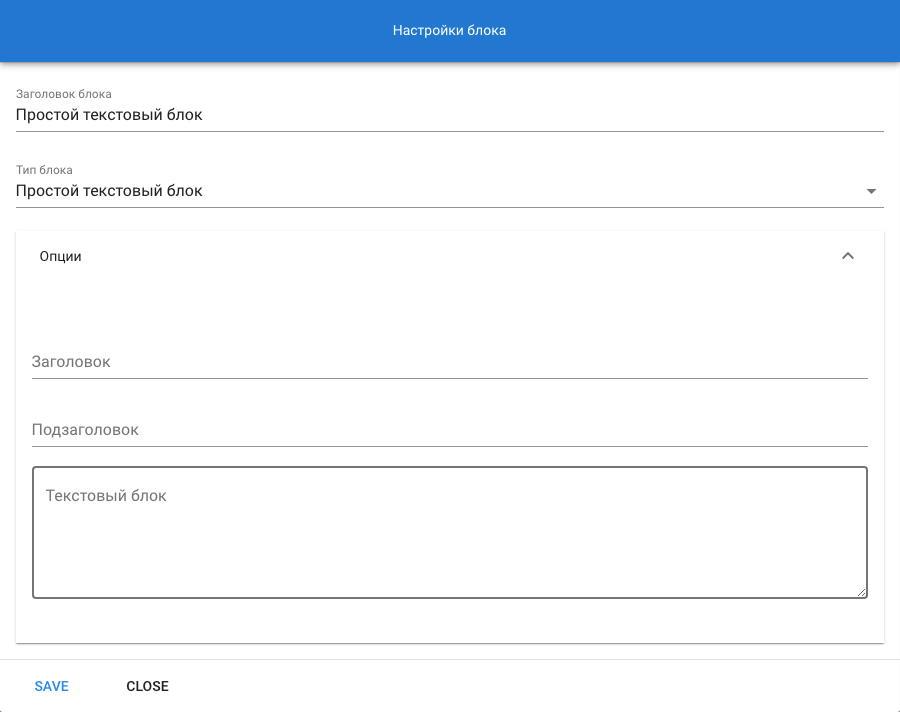 Настройки блока
Заголовок блока
Простой текстовый блок
Тип блока
Простой текстовый блок
Опции
Заголовок
Подзаголовок
Текстовый блок
SAVE CLOSE